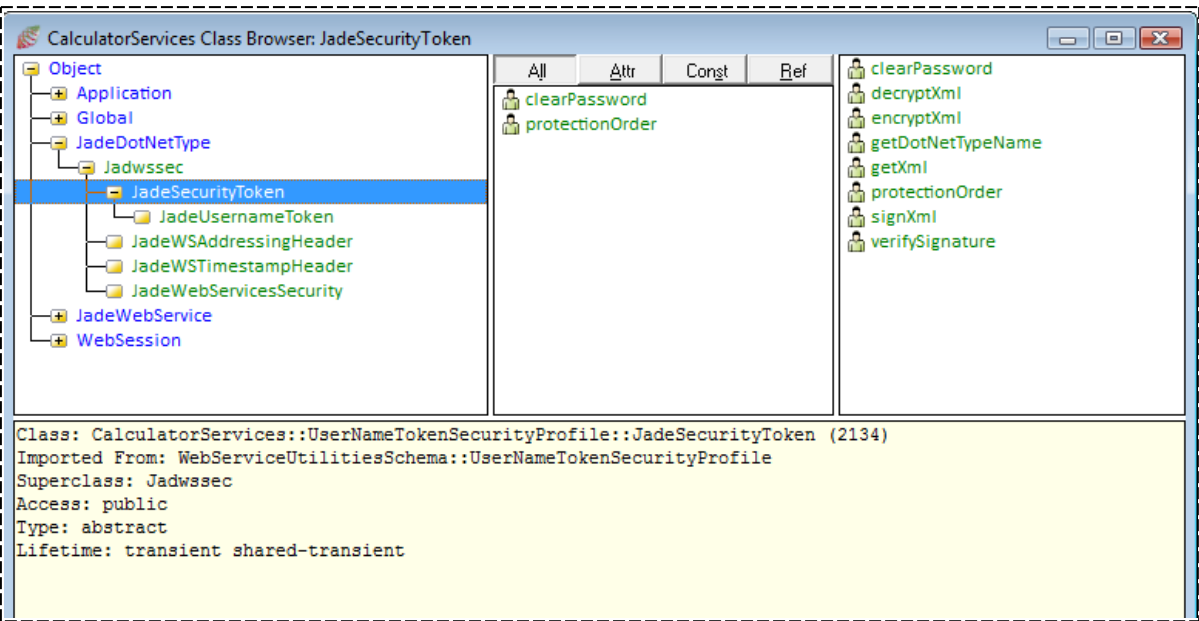 CalculatorServices Class Browser: JadeSecurityToken
Object
Application
Global
JadeDotNetType
Jadwssec
JadeSecurityToken
JadeUsernameToken
JadeWSAddressingHeader
JadeWSTimestampHeader
JadeWebServicesSecurity
JadeWebService
WebSession
All Attr Const Ref
clearPassword
protectionOrder
clearPassword
decryptXml
encryptXml
getDotNetTypeName
getXml
protectionOrder
signXml
verifySignature
Class: CalculatorServices::UserNameTokenSecurityProfile::JadeSecurityToken (2134)
Imported From: WebServiceUtilitiesSchema::UserNameTokenSecurityProfile
Superclass: Jadwssec
Access: public
Type: abstract
Lifetime: transient shared-transient